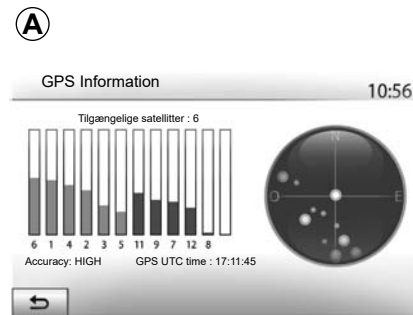 A
GPS Information
10:56
Tilgængelige satellitter : 6
N
O E
6 1 4 2 3 5 11 9 7 12 8
Accuracy: HIGH GPS UTC time : 17:11:45